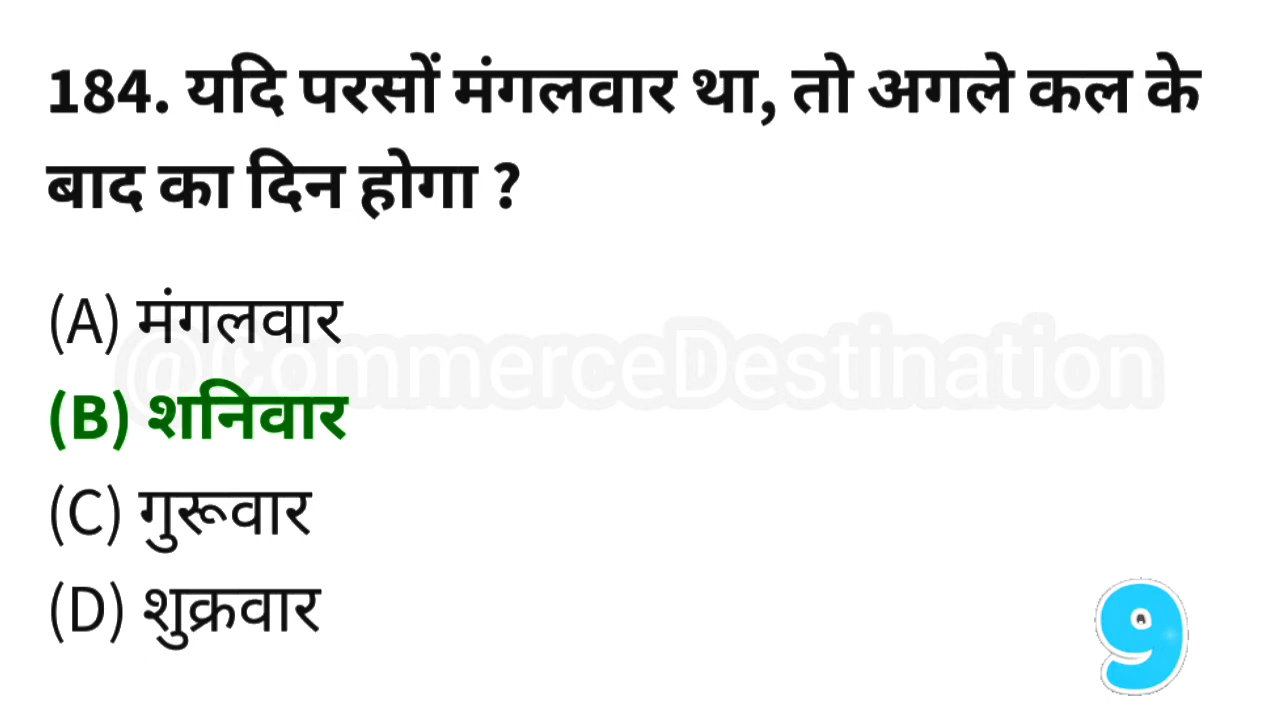 184. यदि परसों मंगलवार था, तो अगले कल के
बाद का दिन होगा ?
(A) मंगलवार
@CommerceDestination
(B) शनिवार
(C) गुरूवार
(D) शुक्रवार
9